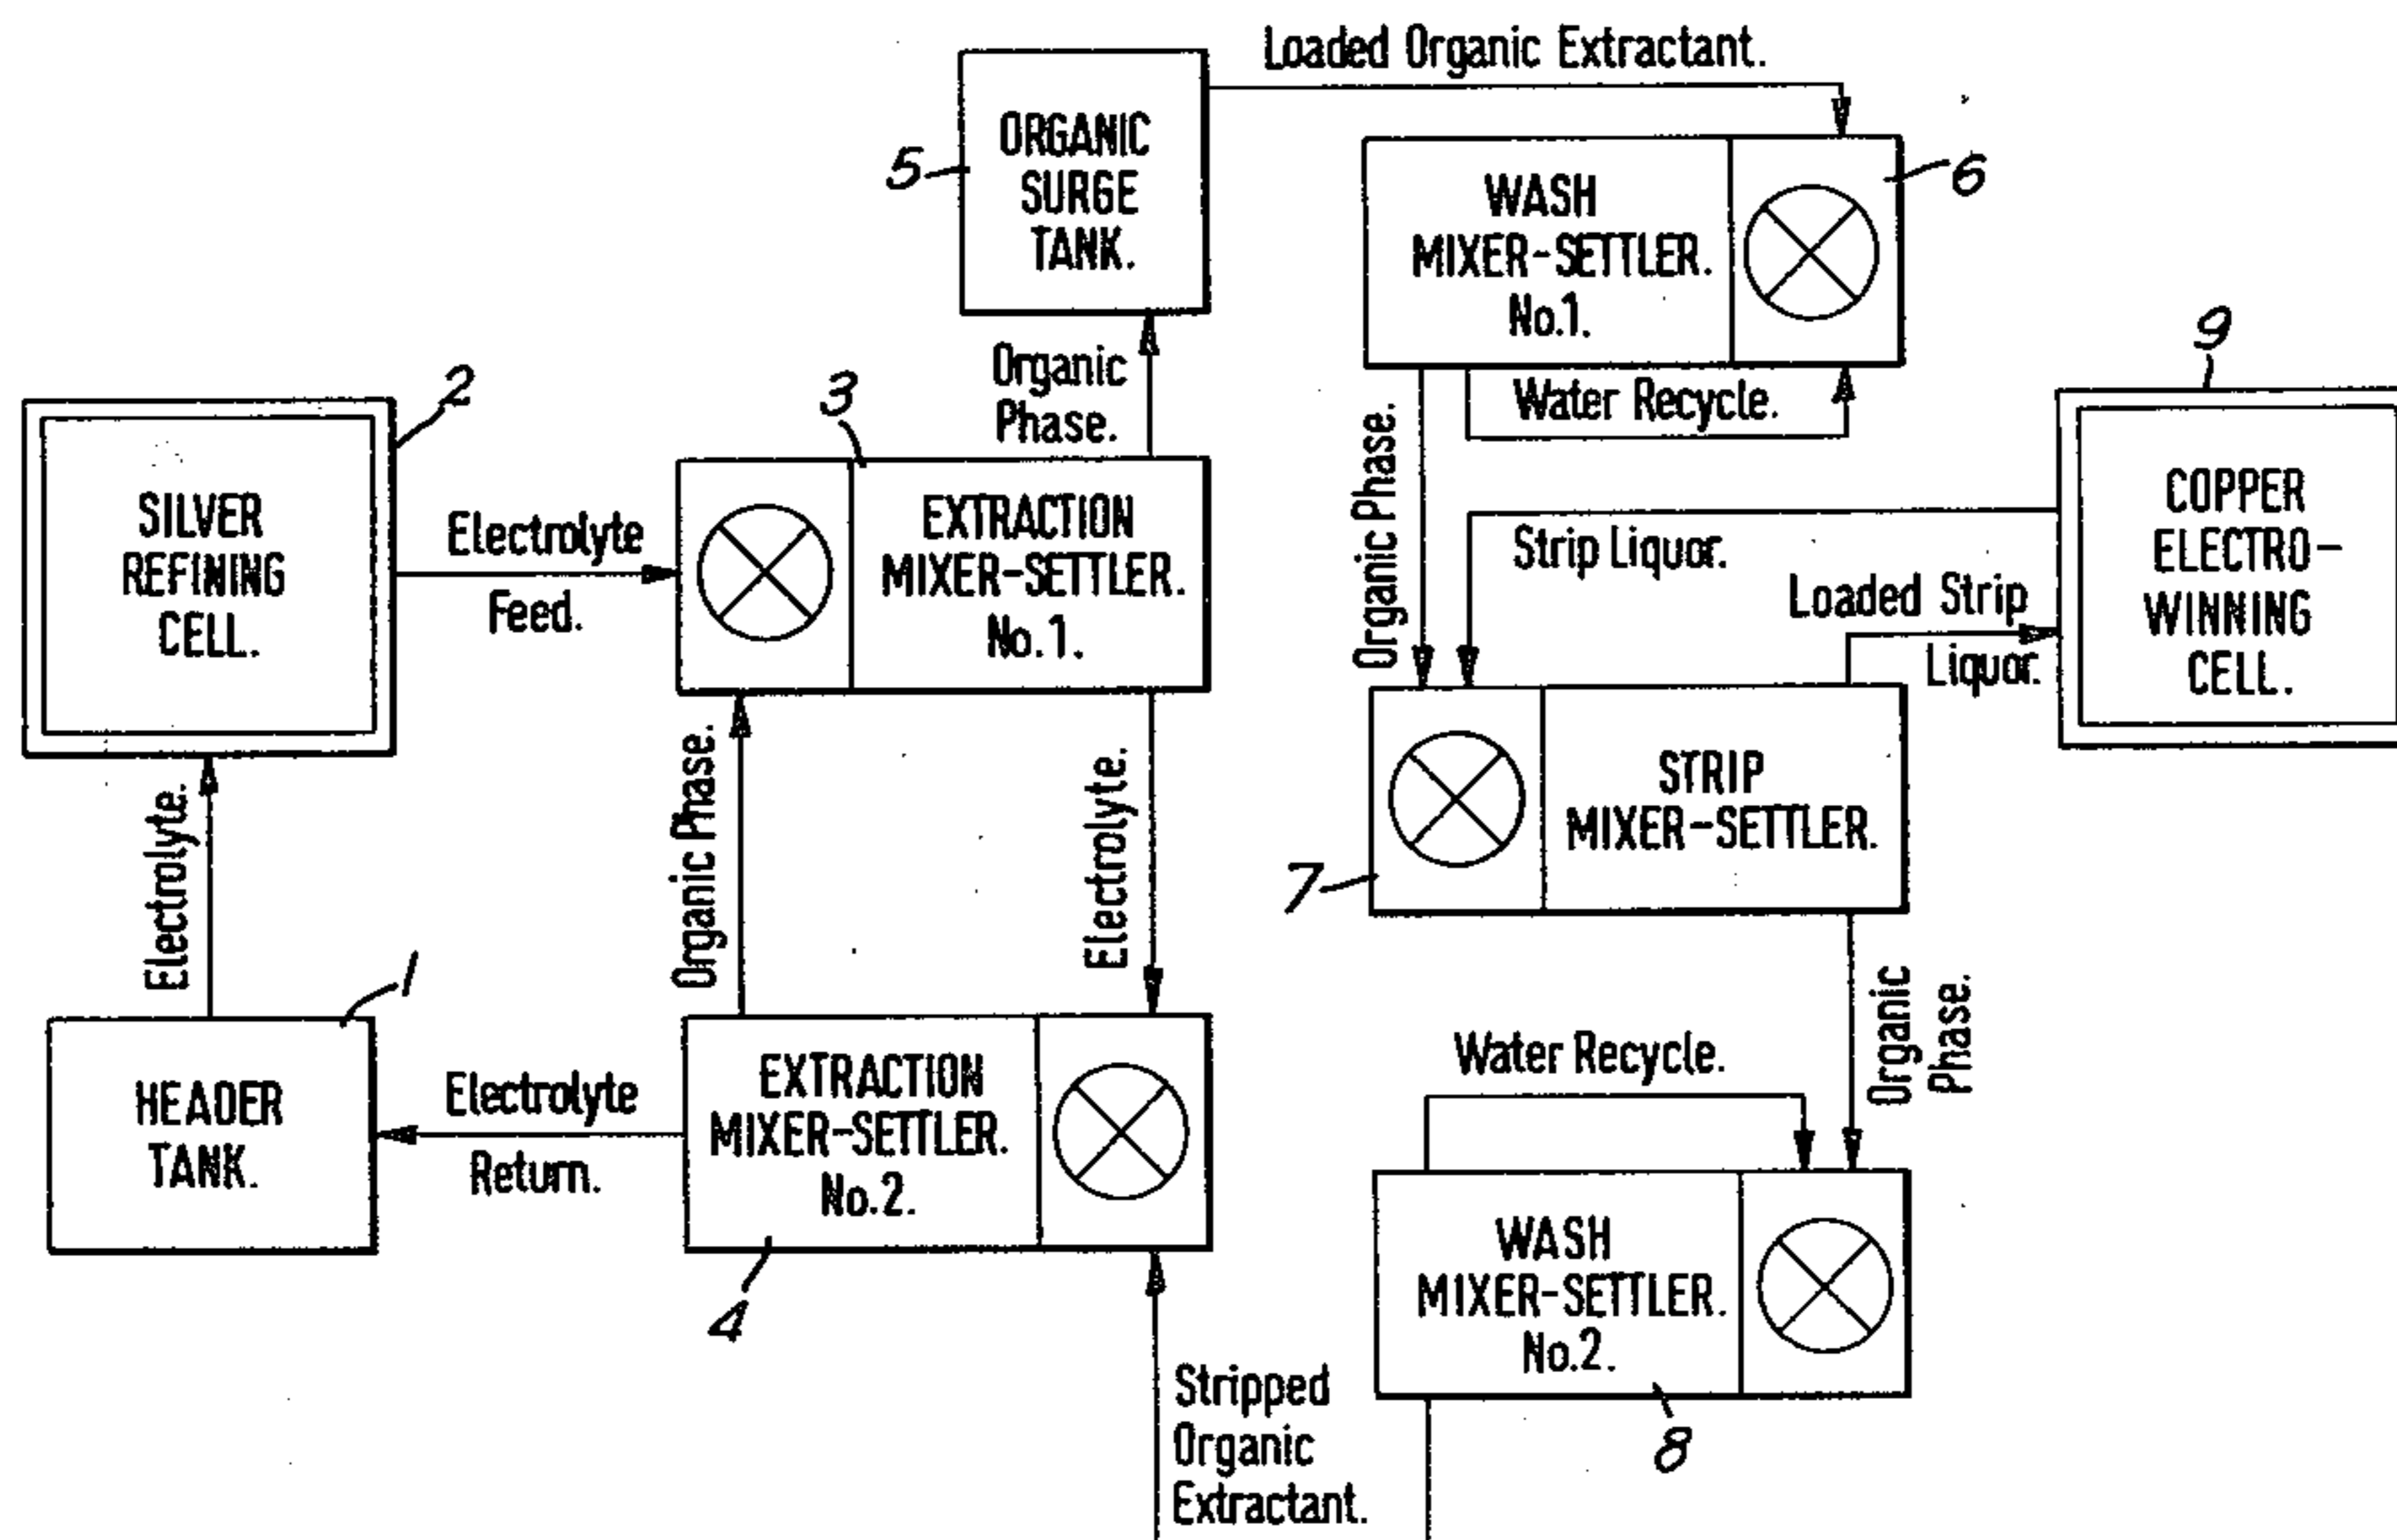 Loaded Organic Extractant.
5
ORGANIC
SURGE
TANK.
6
WASH
MIXER-SETTLER.
No.1.
9
2
3
Organic
Phase.
Water Recycle.
Organic Phase.
SILVER
REFINING
CELL.
Electrolyte
Feed.
EXTRACTION
MIXER-SETTLER.
No.1.
Strip Liquor.
Loaded Strip
Liquor.
COPPER
ELECTRO-
WINNING
CELL.
Electrolyte.
Organic Phase.
Electrolyte.
7
STRIP
MIXER-SETTLER.
1
HEADER
TANK.
Electrolyte
Return.
EXTRACTION
MIXER-SETTLER.
No.2.
4
Water Recycle.
Organic
Phase.
WASH
MIXER-SETTLER.
No.2.
8
Stripped
Organic
Extractant.